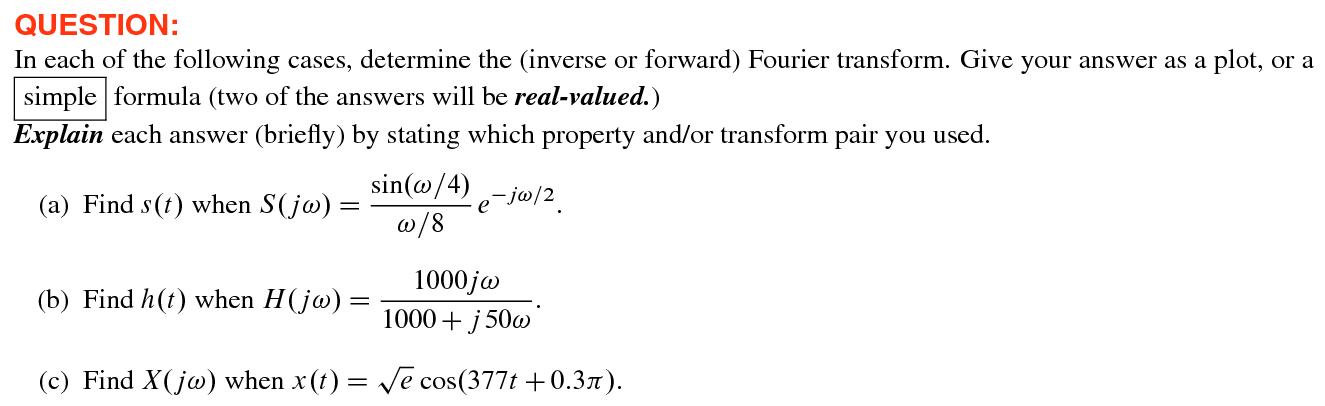 QUESTION:
In each of the following cases, determine the (inverse or forward) Fourier transform. Give your answer as a plot, or a
simple formula (two of the answers will be real-valued.)
Explain each answer (briefly) by stating which property and/or transform pair you used.
(a) Find s(t) when S(jω) = \frac{sin(ω/4)}{ω/8} e^{−jω/2}.
(b) Find h(t) when H(jω) = \frac{1000jω}{1000 + j50ω}.
(c) Find X(jω) when x(t) = √e cos(377t + 0.3π).